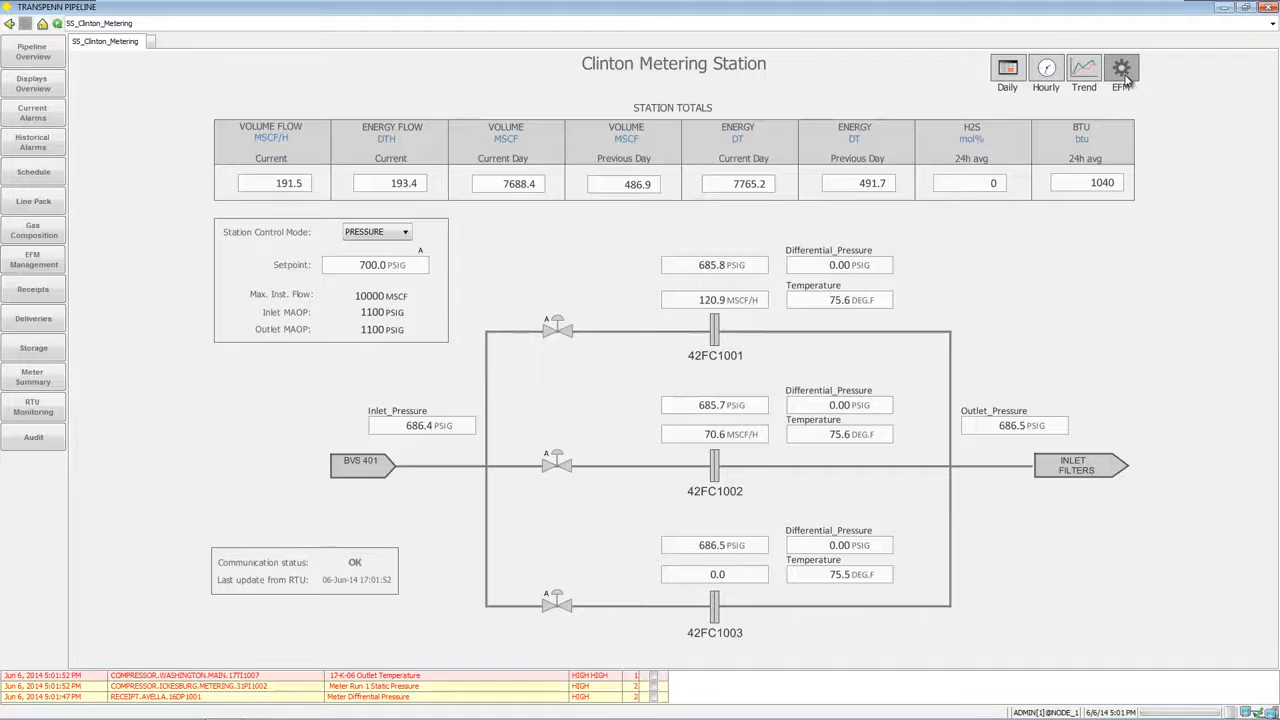 TRANSPENN PIPELINE
SS_Clinton_Metering
SS_Clinton_Metering
Pipeline
Overview
Displays
Overview
Current
Alarms
Historical
Alarms
Schedule
Line Pack
Gas
Composition
EFM
Management
Receipts
Deliveries
Storage
Meter
Summary
RTU
Monitoring
Audit
Clinton Metering Station
Daily Hourly Trend EFM
STATION TOTALS
VOLUME FLOW ENERGY FLOW VOLUME VOLUME ENERGY ENERGY H2S BTU
MSCF/H DTH MSCF MSCF DT DT mol% btu
Current Current Current Day Previous Day Current Day Previous Day 24h avg 24h avg
191.5 193.4 7688.4 486.9 7765.2 491.7 0 1040
Station Control Mode: PRESSURE
A
Setpoint: 700.0 PSIG
Max. Inst. Flow: 10000 MSCF
Inlet MAOP: 1100 PSIG
Outlet MAOP: 1100 PSIG
Differential_Pressure
685.8 PSIG 0.00 PSIG
Temperature
120.9 MSCF/H 75.6 DEG.F
A
42FC1001
Differential_Pressure
685.7 PSIG 0.00 PSIG
Temperature
70.6 MSCF/H 75.6 DEG.F
Inlet_Pressure
686.4 PSIG
Outlet_Pressure
686.5 PSIG
BVS 401
A
INLET
FILTERS
42FC1002
Differential_Pressure
686.5 PSIG 0.00 PSIG
Temperature
0.0 75.5 DEG.F
A
42FC1003
Communication status: OK
Last update from RTU: 06-Jun-14 17:01:52
Jun 6, 2014 5:01:52 PM COMPRESSOR.WASHINGTON.MAIN.17TI1007 17-K-06 Outlet Temperature HIGH HIGH 1
Jun 6, 2014 5:01:52 PM COMPRESSOR.ICKESBURG.METERING.31PI1002 Meter Run 1 Static Pressure HIGH 2
Jun 6, 2014 5:01:47 PM RECEIPT.AVELLA.16DP1001 Meter Diffrential Pressure HIGH 2
ADMIN[1]@NODE_1 6/6/14 5:01 PM